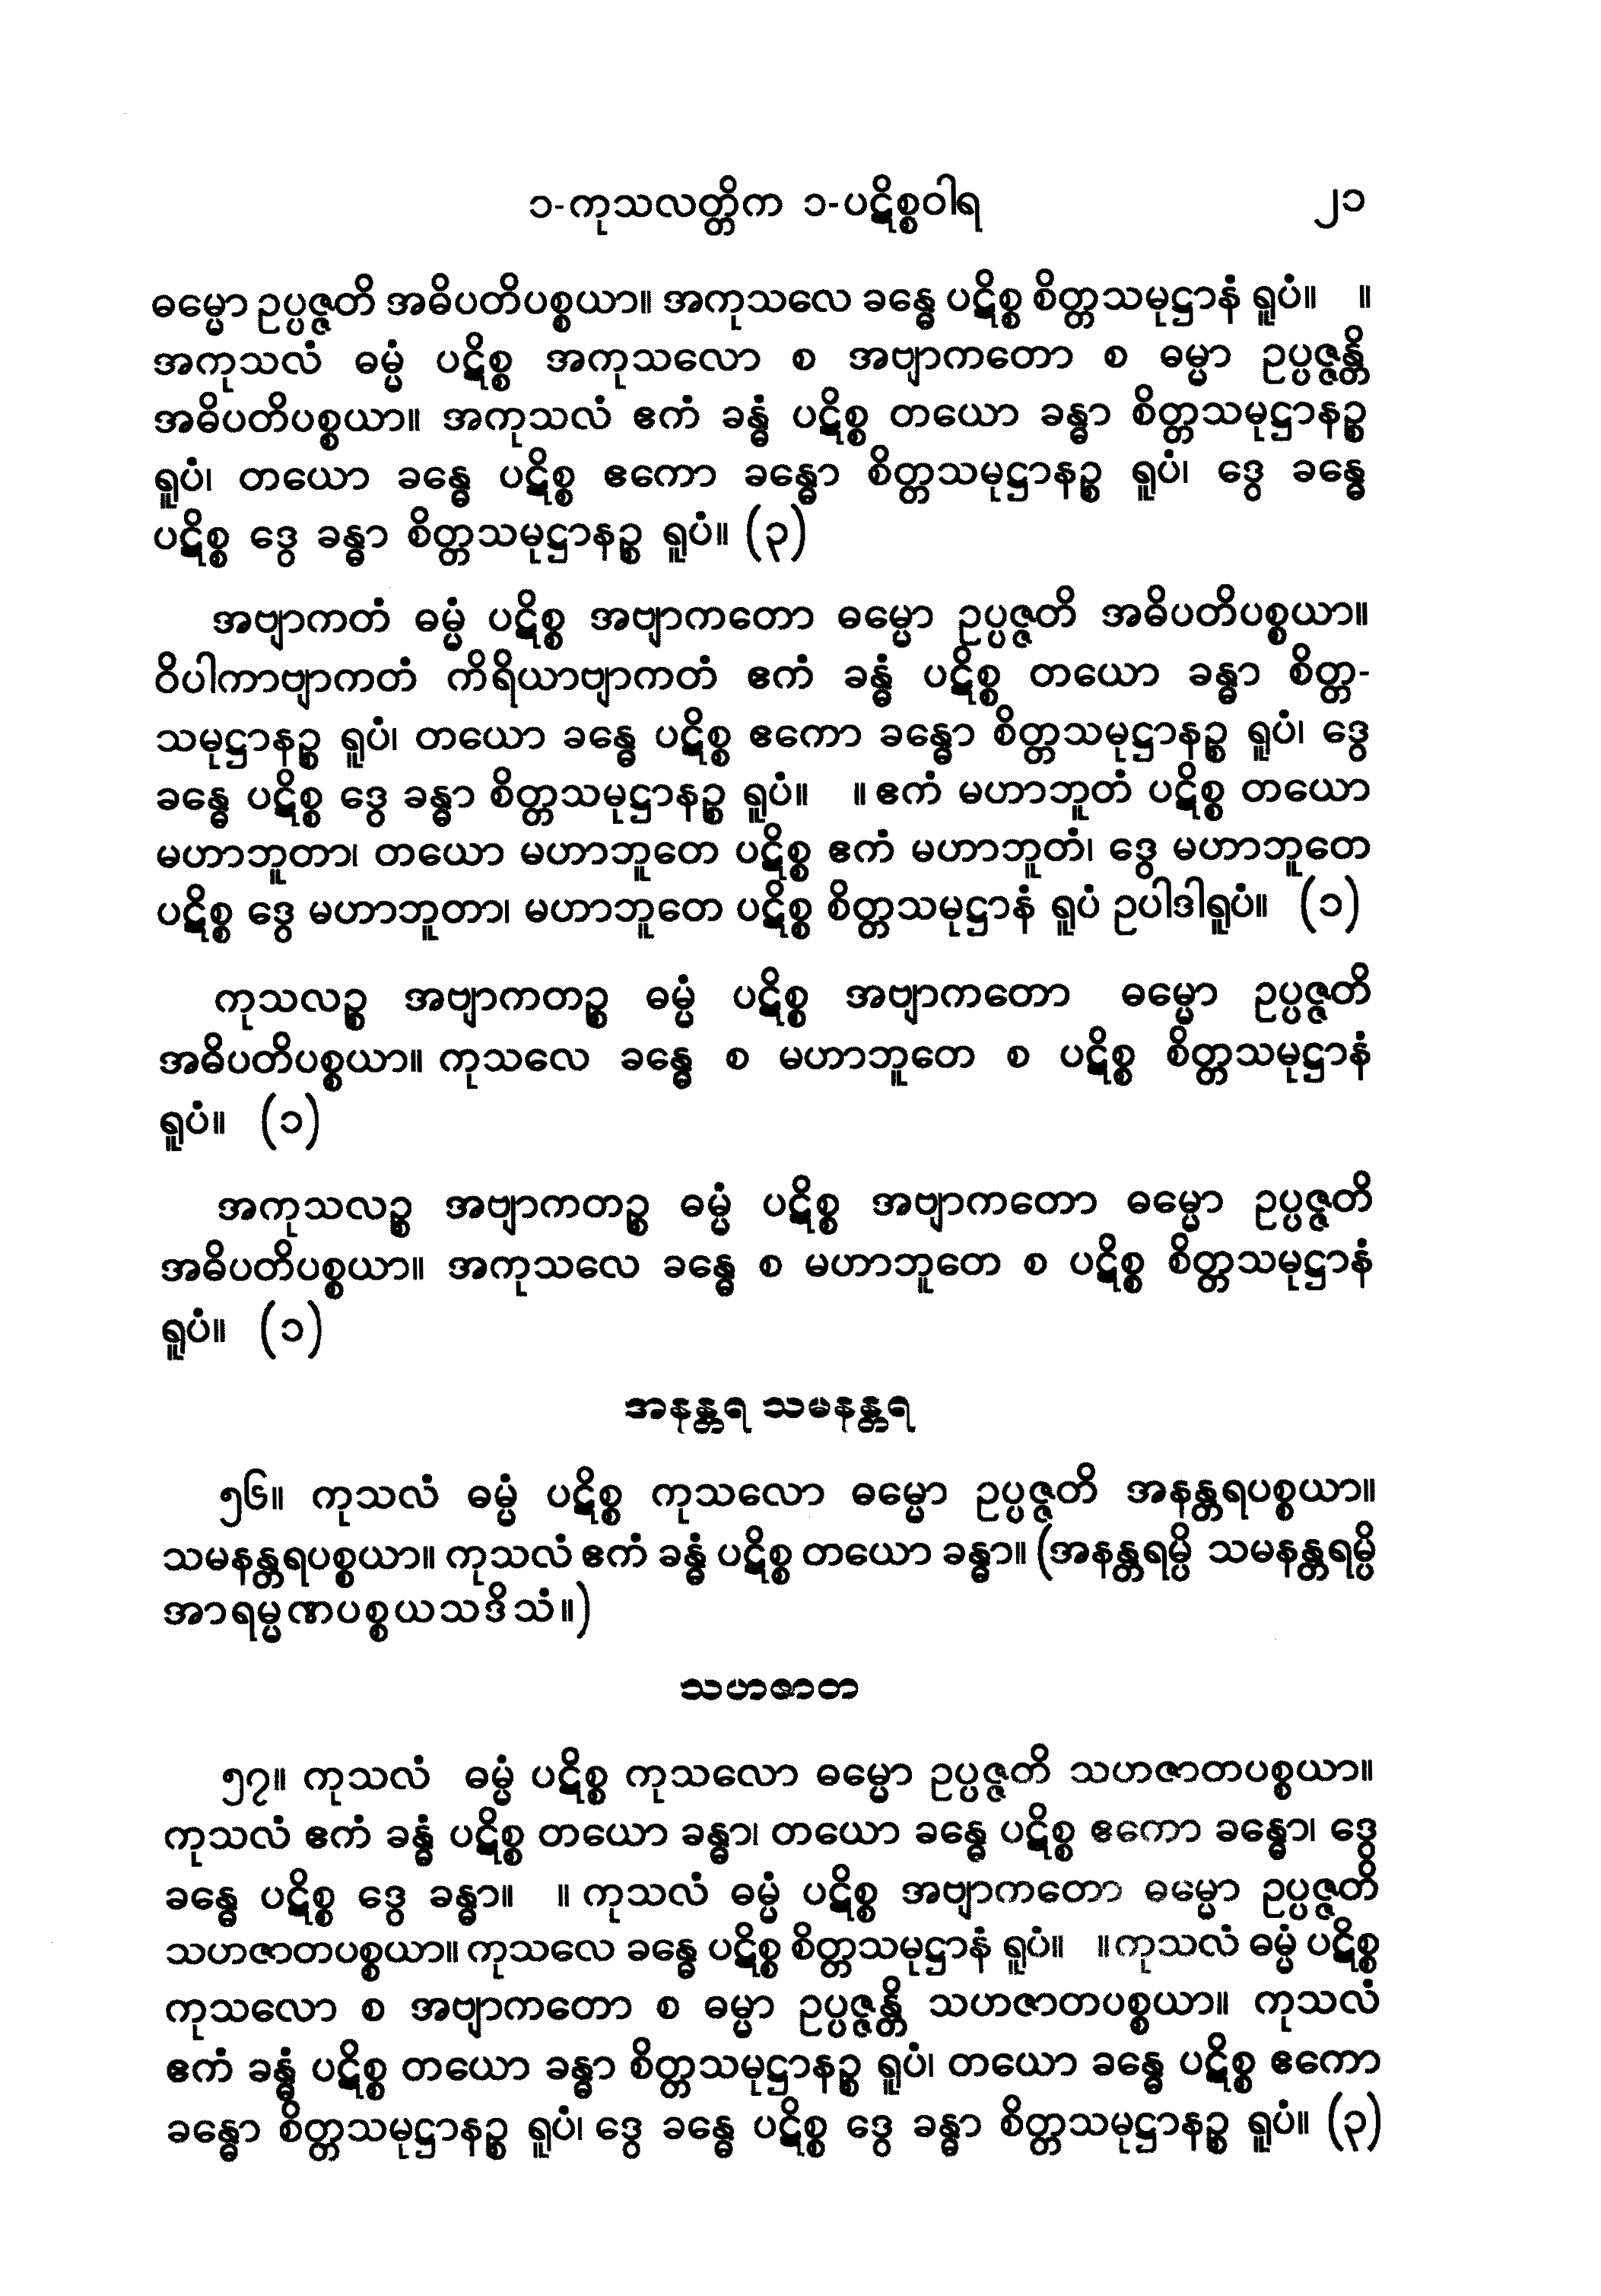 ၁-ကုသလတ္တိက ၁-ပဋိစ္စဝါရ ၂၁
ဓမ္မော ဥပ္ပဇ္ဇတိ အဓိပတိပစ္စယာ။ အကုသလေ ခန္ဓေ ပဋိစ္စ စိတ္တသမုဋ္ဌာနံ ရူပံ။ ။
အကုသလံ ဓမ္မံ ပဋိစ္စ အကုသလော စ အဗျာကတော စ ဓမ္မာ ဥပ္ပဇ္ဇန္တိ
အဓိပတိပစ္စယာ။ အကုသလံ ဧကံ ခန္ဓံ ပဋိစ္စ တယော ခန္ဓာ စိတ္တသမုဋ္ဌာနဉ္စ
ရူပံ၊ တယော ခန္ဓေ ပဋိစ္စ ဧကော ခန္ဓော စိတ္တသမုဋ္ဌာနဉ္စ ရူပံ၊ ဒွေ ခန္ဓေ
ပဋိစ္စ ဒွေ ခန္ဓာ စိတ္တသမုဋ္ဌာနဉ္စ ရူပံ။ (၃)
အဗျာကတံ ဓမ္မံ ပဋိစ္စ အဗျာကတော ဓမ္မော ဥပ္ပဇ္ဇတိ အဓိပတိပစ္စယာ။
ဝိပါကာဗျာကတံ ကိရိယာဗျာကတံ ဧကံ ခန္ဓံ ပဋိစ္စ တယော ခန္ဓာ စိတ္တ-
သမုဋ္ဌာနဉ္စ ရူပံ၊ တယော ခန္ဓေ ပဋိစ္စ ဧကော ခန္ဓော စိတ္တသမုဋ္ဌာနဉ္စ ရူပံ၊ ဒွေ
ခန္ဓေ ပဋိစ္စ ဒွေ ခန္ဓာ စိတ္တသမုဋ္ဌာနဉ္စ ရူပံ။ ။ ဧကံ မဟာဘူတံ ပဋိစ္စ တယော
မဟာဘူတာ၊ တယော မဟာဘူတေ ပဋိစ္စ ဧကံ မဟာဘူတံ၊ ဒွေ မဟာဘူတေ
ပဋိစ္စ ဒွေ မဟာဘူတာ၊ မဟာဘူတေ ပဋိစ္စ စိတ္တသမုဋ္ဌာနံ ရူပံ ဥပါဒါရူပံ။ (၁)
ကုသလဉ္စ အဗျာကတဉ္စ ဓမ္မံ ပဋိစ္စ အဗျာကတော ဓမ္မော ဥပ္ပဇ္ဇတိ
အဓိပတိပစ္စယာ။ ကုသလေ ခန္ဓေ စ မဟာဘူတေ စ ပဋိစ္စ စိတ္တသမုဋ္ဌာနံ
ရူပံ။ (၁)
အကုသလဉ္စ အဗျာကတဉ္စ ဓမ္မံ ပဋိစ္စ အဗျာကတော ဓမ္မော ဥပ္ပဇ္ဇတိ
အဓိပတိပစ္စယာ။ အကုသလေ ခန္ဓေ စ မဟာဘူတေ စ ပဋိစ္စ စိတ္တသမုဋ္ဌာနံ
ရူပံ။ (၁)
အနန္တရ သမနန္တရ
၅၆။ ကုသလံ ဓမ္မံ ပဋိစ္စ ကုသလော ဓမ္မော ဥပ္ပဇ္ဇတိ အနန္တရပစ္စယာ။
သမနန္တရပစ္စယာ။ ကုသလံ ဧကံ ခန္ဓံ ပဋိစ္စ တယော ခန္ဓာ။ (အနန္တရမ္ပိ သမနန္တရမ္ပိ
အာရမ္မဏပစ္စယသဒိသံ။)
သဟဇာတ
၅၇။ ကုသလံ ဓမ္မံ ပဋိစ္စ ကုသလော ဓမ္မော ဥပ္ပဇ္ဇတိ သဟဇာတပစ္စယာ။
ကုသလံ ဧကံ ခန္ဓံ ပဋိစ္စ တယော ခန္ဓာ၊ တယော ခန္ဓေ ပဋိစ္စ ဧကော ခန္ဓော၊ ဒွေ
ခန္ဓေ ပဋိစ္စ ဒွေ ခန္ဓာ။ ။ ကုသလံ ဓမ္မံ ပဋိစ္စ အဗျာကတော ဓမ္မော ဥပ္ပဇ္ဇတိ
သဟဇာတပစ္စယာ။ ကုသလေ ခန္ဓေ ပဋိစ္စ စိတ္တသမုဋ္ဌာနံ ရူပံ။ ။ ကုသလံ ဓမ္မံ ပဋိစ္စ
ကုသလော စ အဗျာကတော စ ဓမ္မာ ဥပ္ပဇ္ဇန္တိ သဟဇာတပစ္စယာ။ ကုသလံ
ဧကံ ခန္ဓံ ပဋိစ္စ တယော ခန္ဓာ စိတ္တသမုဋ္ဌာနဉ္စ ရူပံ၊ တယော ခန္ဓေ ပဋိစ္စ ဧကော
ခန္ဓော စိတ္တသမုဋ္ဌာနဉ္စ ရူပံ၊ ဒွေ ခန္ဓေ ပဋိစ္စ ဒွေ ခန္ဓာ စိတ္တသမုဋ္ဌာနဉ္စ ရူပံ။ (၃)